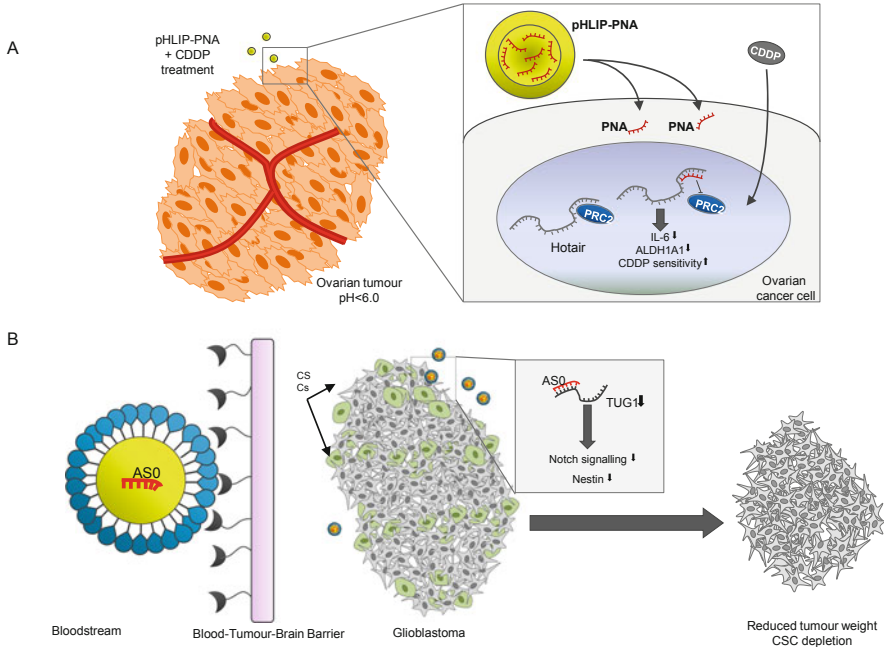 A
pHLIP-PNA
+ CDDP
treatment
Ovarian tumour
pH<6.0
pHLIP-PNA
CDDP
PNA
PNA
PRC2
PRC2
Hotair
IL-6
ALDH1A1
CDDP sensitivity
Ovarian
cancer cell
B
AS0
Bloodstream
Blood-Tumour-Brain Barrier
CS
Cs
Glioblastoma
AS0
TUG1
Notch signalling
Nestin
Reduced tumour weight
CSC depletion